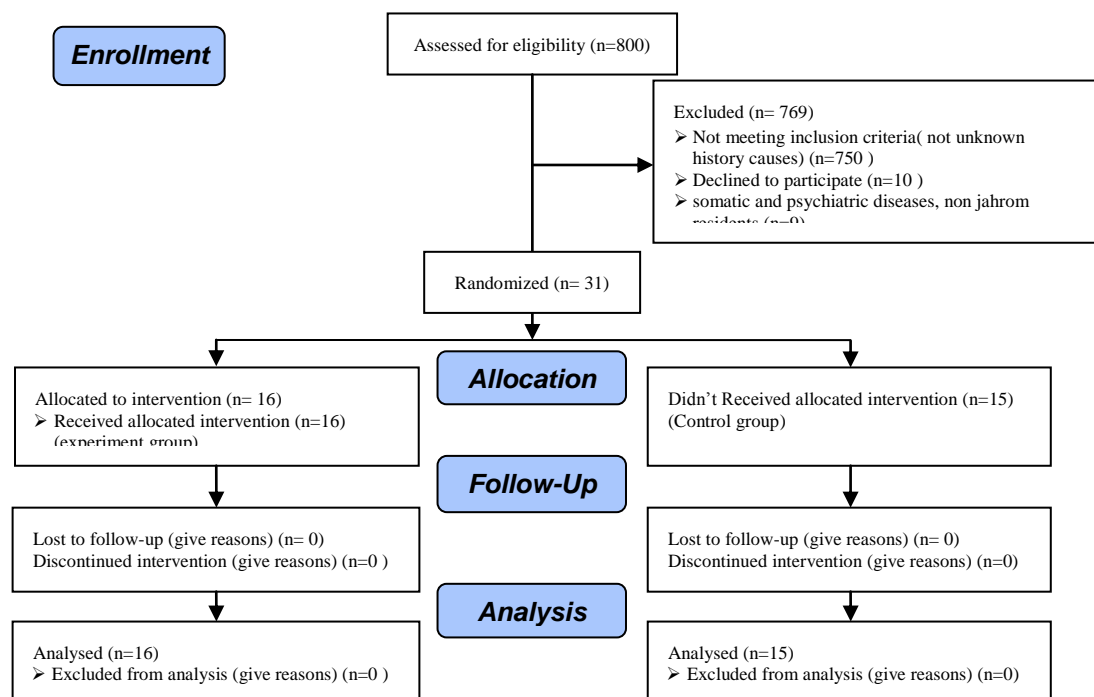 Enrollment
Assessed for eligibility (n=800)
Excluded (n= 769)
➢ Not meeting inclusion criteria( not unknown
history causes) (n=750 )
➢ Declined to participate (n=10 )
➢ somatic and psychiatric diseases, non jahrom
residents (n=9)
Randomized (n= 31)
Allocation
Allocated to intervention (n= 16)
➢ Received allocated intervention (n=16)
(experiment group)
Didn’t Received allocated intervention (n=15)
(Control group)
Follow-Up
Lost to follow-up (give reasons) (n= 0)
Discontinued intervention (give reasons) (n=0 )
Lost to follow-up (give reasons) (n= 0)
Discontinued intervention (give reasons) (n=0)
Analysis
Analysed (n=16)
➢ Excluded from analysis (give reasons) (n=0 )
Analysed (n=15)
➢ Excluded from analysis (give reasons) (n=0)